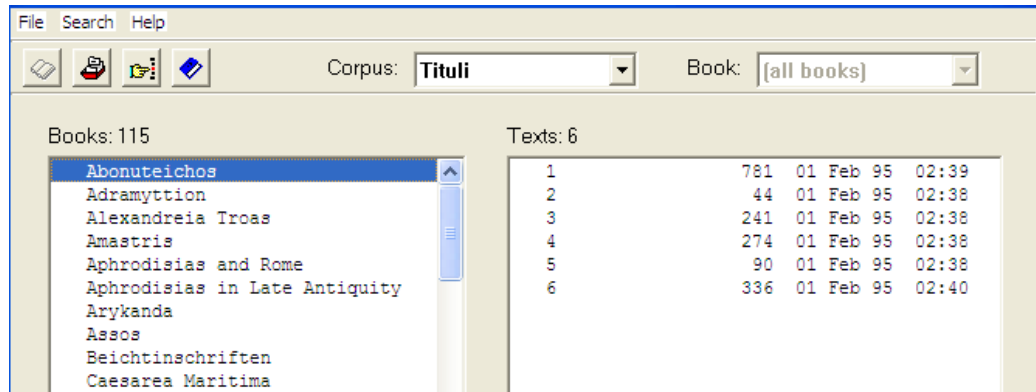 File Search Help
Corpus: Tituli Book: (all books)
Books: 115
Abonuteichos
Adramyttion
Alexandreia Troas
Amastris
Aphrodisias and Rome
Aphrodisias in Late Antiquity
Arykanda
Assos
Beichtinschriften
Caesarea Maritima
Texts: 6
1 781 01 Feb 95 02:39
2 44 01 Feb 95 02:38
3 241 01 Feb 95 02:38
4 274 01 Feb 95 02:38
5 90 01 Feb 95 02:38
6 336 01 Feb 95 02:40